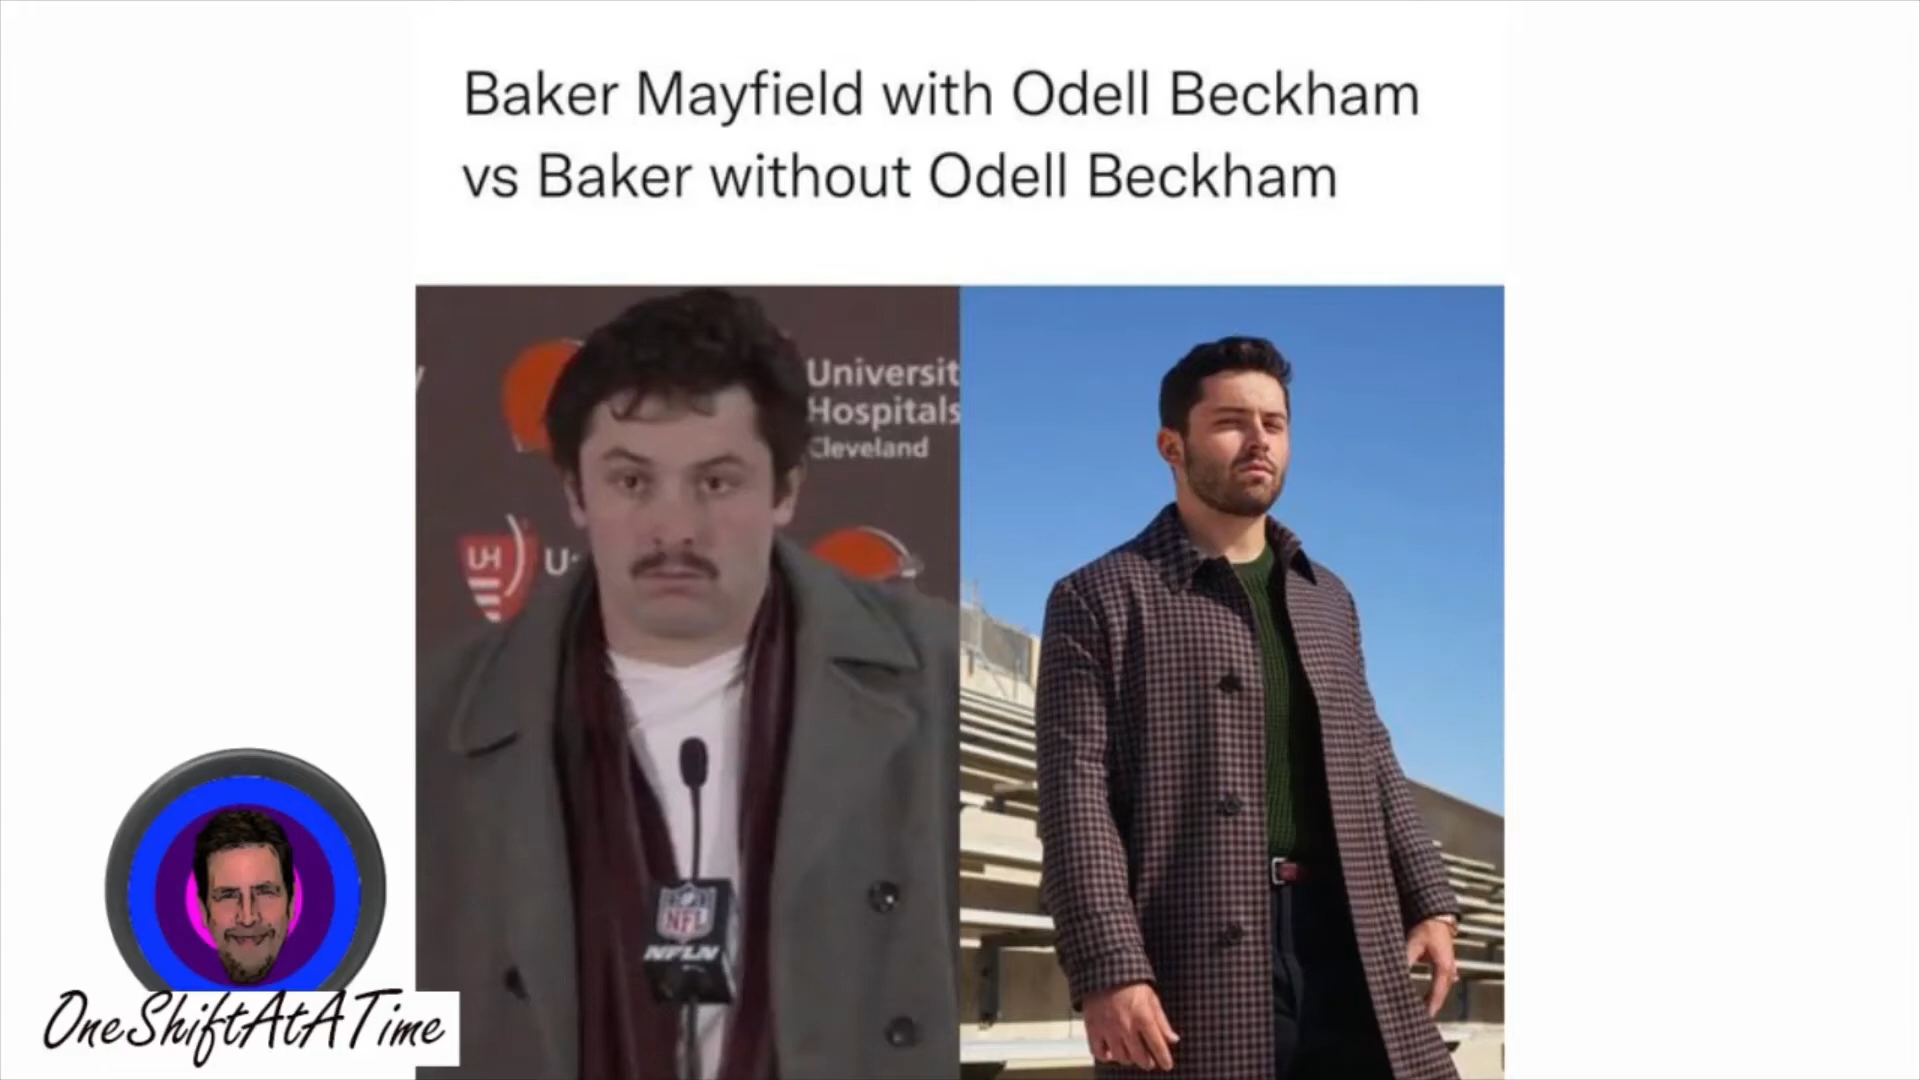 Baker Mayfield with Odell Beckham
vs Baker without Odell Beckham
Universit
Hospitals
Cleveland
UH
U
NFL
NFLN
OneShiftAtATime